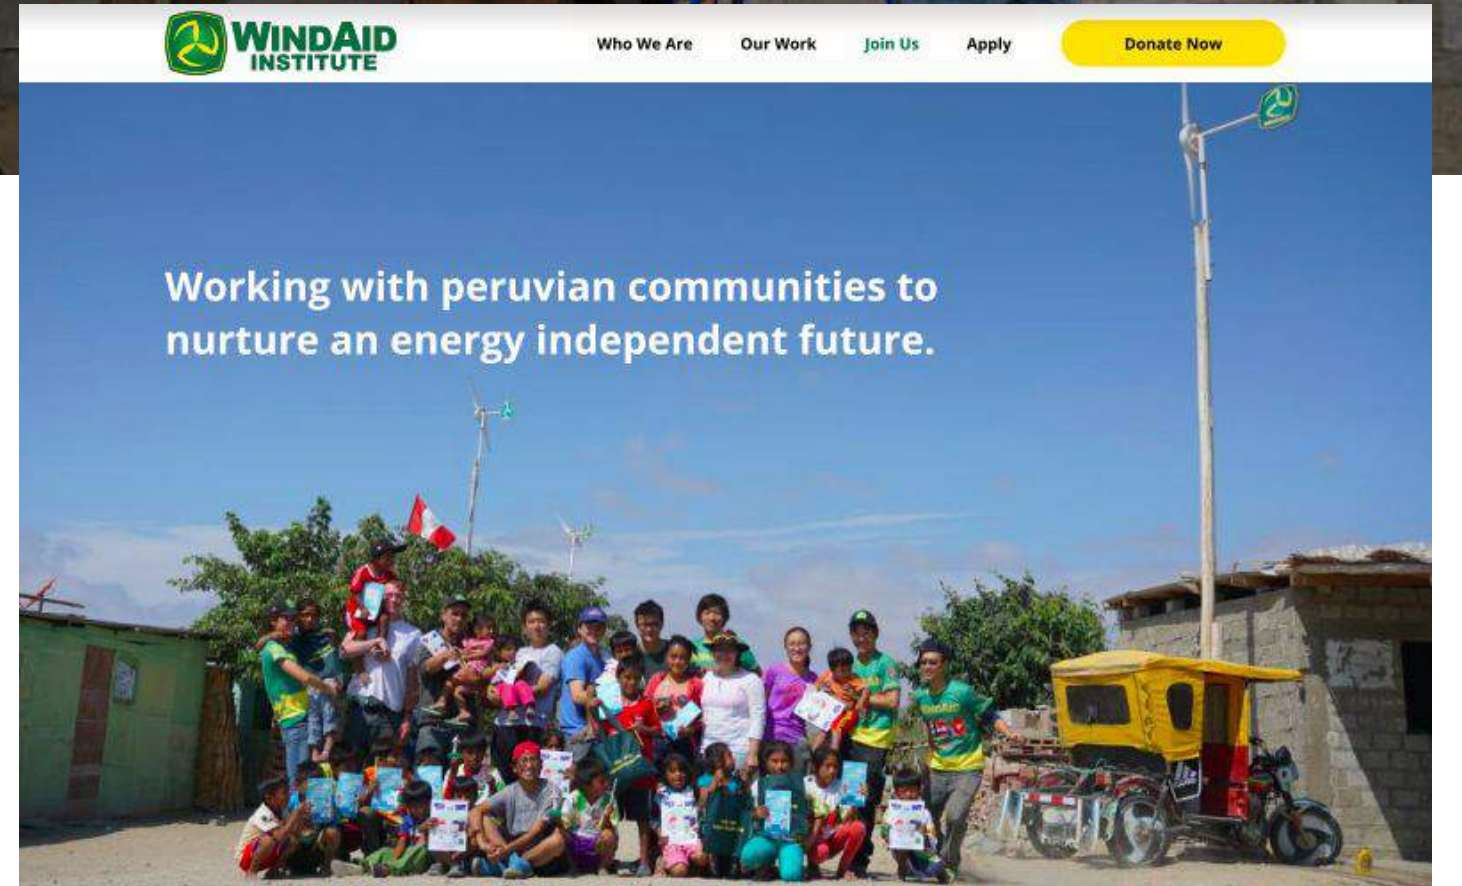 WINDAID
INSTITUTE
Who We Are
Our Work
Join Us
Apply
Donate Now
Working with peruvian communities to
nurture an energy independent future.
WINDAID